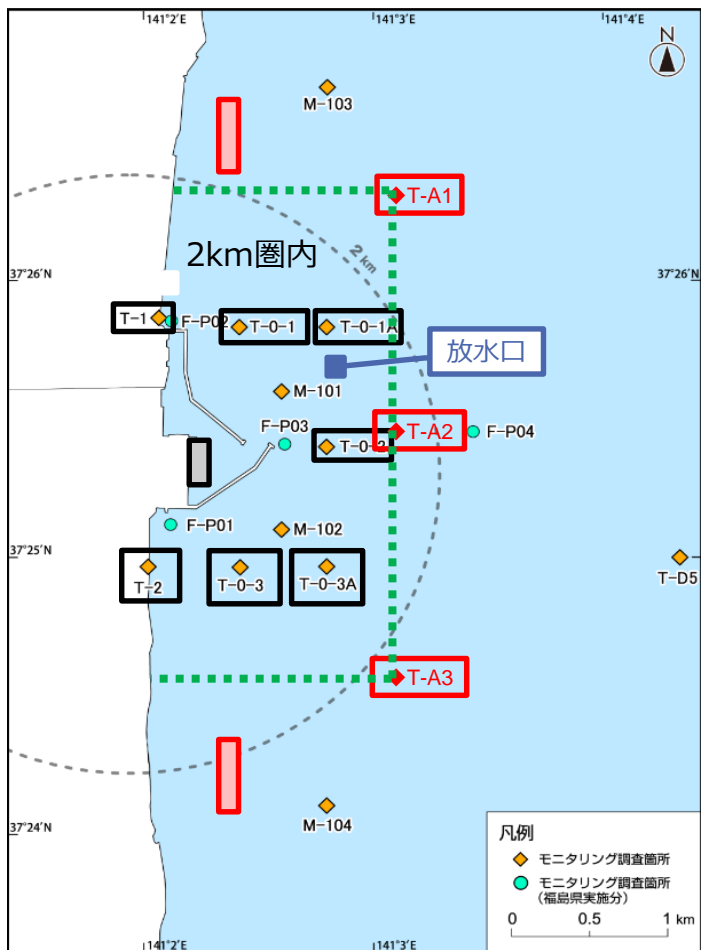 141°2′E
141°3′E
141°4′E
N
M-103
T-A1
2km圏内
2 km
37°26′N
37°26′N
T-1
F-P02
T-0-1
T-0-1A
放水口
M-101
F-P03
T-A2
F-P04
T-0-2
F-P01
M-102
37°25′N
T-2
T-0-3
T-0-3A
T-D5
T-A3
37°24′N
M-104
凡例
モニタリング調査箇所
モニタリング調査箇所
(福島県実施分)
0 0.5 1 km
141°2′E
141°3′E